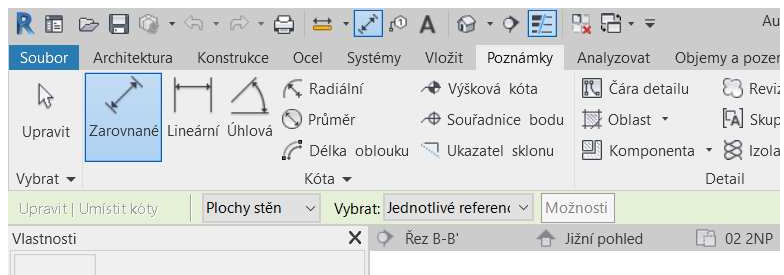 Au
Soubor Architektura Konstrukce Ocel Systémy Vložit Poznámky Analyzovat Objemy a pozer
Upravit
Zarovnané Lineární Úhlová
Radiální
Průměr
Délka oblouku
Výšková kóta
Souřadnice bodu
Ukazatel sklonu
Čára detailu
Oblast
Komponenta
Reviz
Skup
Izola
Vybrat Kóta Detail
Upravit | Umístit kóty Plochy stěn Vybrat: Jednotlivé referenc Možnosti
Vlastnosti X Řez B-B' Jižní pohled 02 2NP